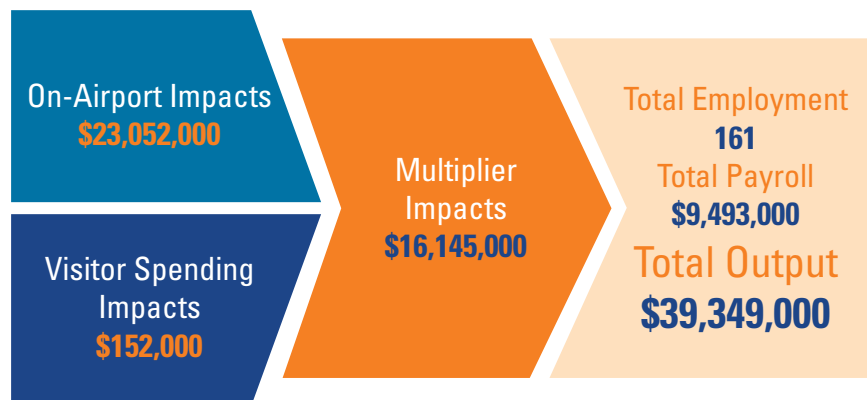 On-Airport Impacts
$23,052,000
Visitor Spending
Impacts
$152,000
Multiplier
Impacts
$16,145,000
Total Employment
161
Total Payroll
$9,493,000
Total Output
$39,349,000